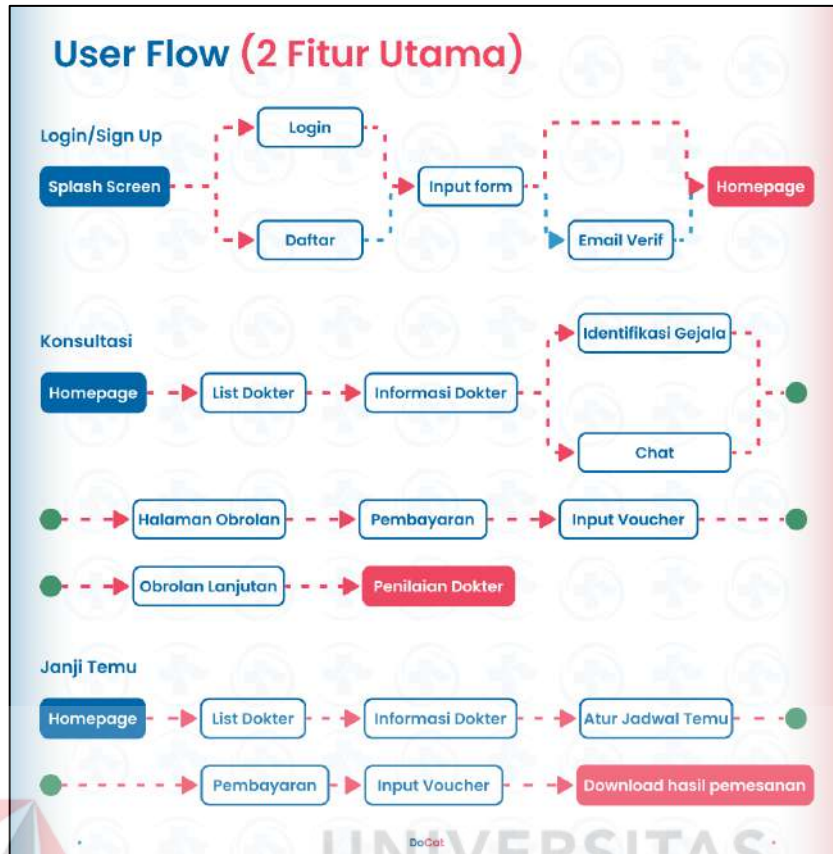 User Flow (2 Fitur Utama)
Login/Sign Up
Login
Splash Screen
Input form
Homepage
Daftar
Email Verif
Konsultasi
Identifikasi Gejala
Homepage
List Dokter
Informasi Dokter
Chat
Halaman Obrolan
Pembayaran
Input Voucher
Obrolan Lanjutan
Penilaian Dokter
Janji Temu
Homepage
List Dokter
Informasi Dokter
Atur Jadwal Temu
Pembayaran
Input Voucher
Download hasil pemesanan
DoCat
UNIVERSITAS